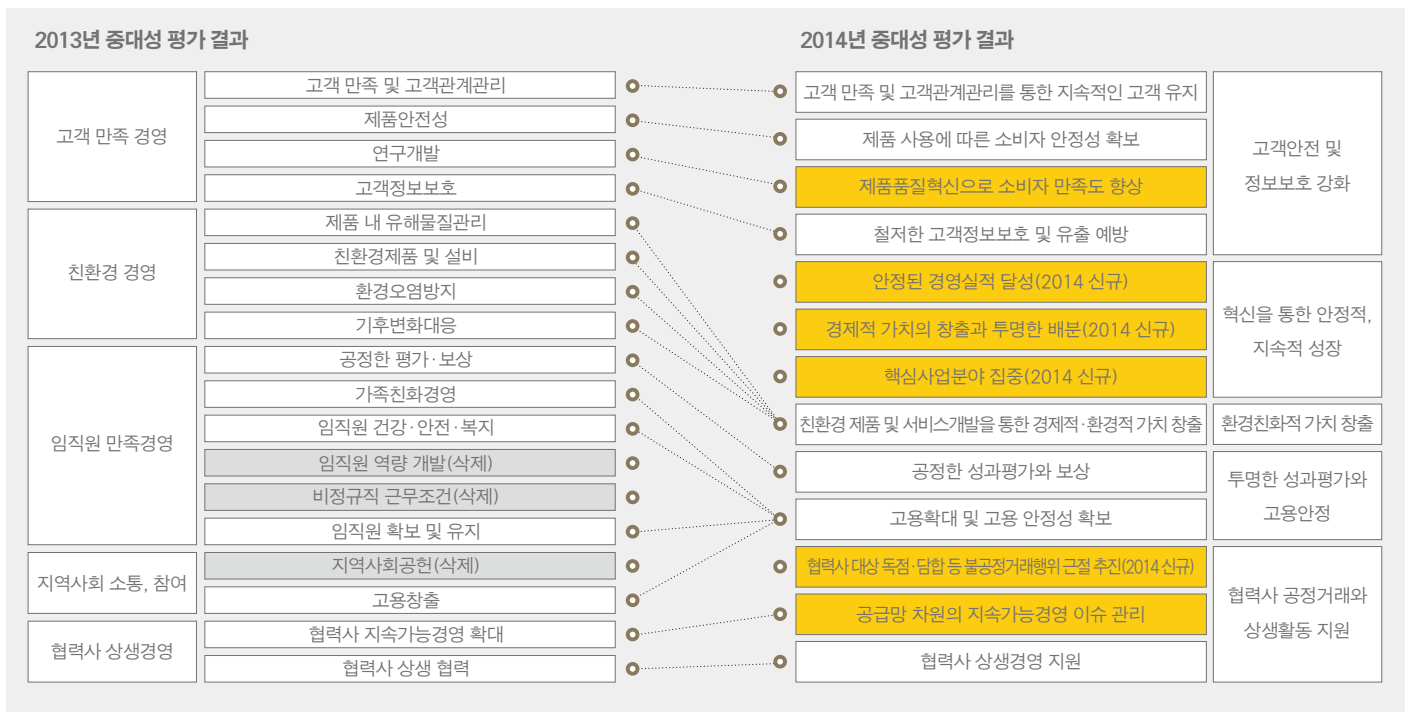 2013년 중대성 평가 결과
고객 만족 경영
고객 만족 및 고객관계관리
제품안전성
연구개발
고객정보보호
친환경 경영
제품 내 유해물질관리
친환경제품 및 설비
환경오염방지
기후변화대응
임직원 만족경영
공정한 평가·보상
가족친화경영
임직원 건강·안전·복지
임직원 역량 개발(삭제)
비정규직 근무조건(삭제)
임직원 확보 및 유지
지역사회 소통, 참여
지역사회공헌(삭제)
고용창출
협력사 상생경영
협력사 지속가능경영 확대
협력사 상생 협력
2014년 중대성 평가 결과
고객 만족 및 고객관계관리를 통한 지속적인 고객 유지
제품 사용에 따른 소비자 안정성 확보
제품품질혁신으로 소비자 만족도 향상
철저한 고객정보보호 및 유출 예방
고객안전 및
정보보호 강화
안정된 경영실적 달성(2014 신규)
경제적 가치의 창출과 투명한 배분(2014 신규)
핵심사업분야 집중(2014 신규)
혁신을 통한 안정적,
지속적 성장
친환경 제품 및 서비스개발을 통한 경제적·환경적 가치 창출
환경친화적 가치 창출
공정한 성과평가와 보상
고용확대 및 고용 안정성 확보
투명한 성과평가와
고용안정
협력사 대상 독점·담합 등 불공정거래행위 근절 추진(2014 신규)
공급망 차원의 지속가능경영 이슈 관리
협력사 상생경영 지원
협력사 공정거래와
상생활동 지원